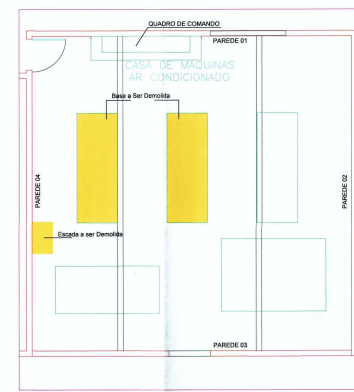 QUADRO DE COMANDO
PAREDE 01
CASA DE MAQUINAS
AR CONDICIONADO
Base a Ser Demolida
PAREDE 04
PAREDE 02
Escada a ser Demolida
PAREDE 03